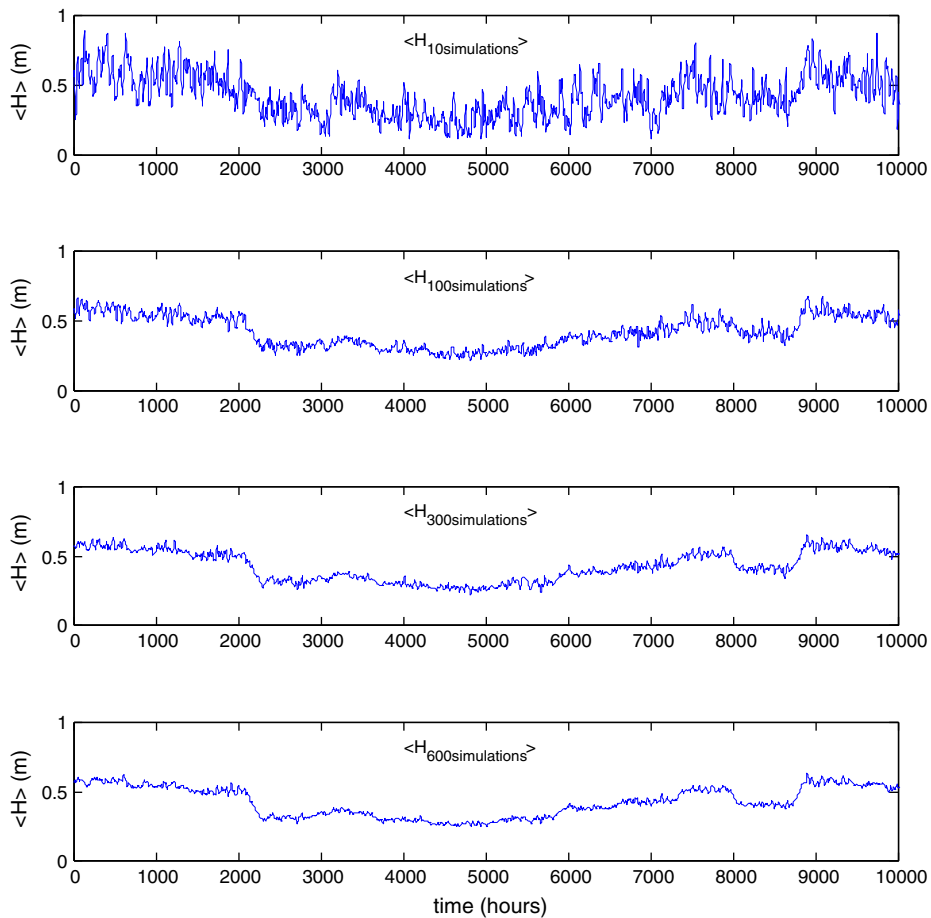 <H10simulations>
<H> (m)
1
0.5
0
0 1000 2000 3000 4000 5000 6000 7000 8000 9000 10000
<H100simulations>
<H> (m)
1
0.5
0
0 1000 2000 3000 4000 5000 6000 7000 8000 9000 10000
<H300simulations>
<H> (m)
1
0.5
0
0 1000 2000 3000 4000 5000 6000 7000 8000 9000 10000
<H600simulations>
<H> (m)
1
0.5
0
0 1000 2000 3000 4000 5000 6000 7000 8000 9000 10000
time (hours)